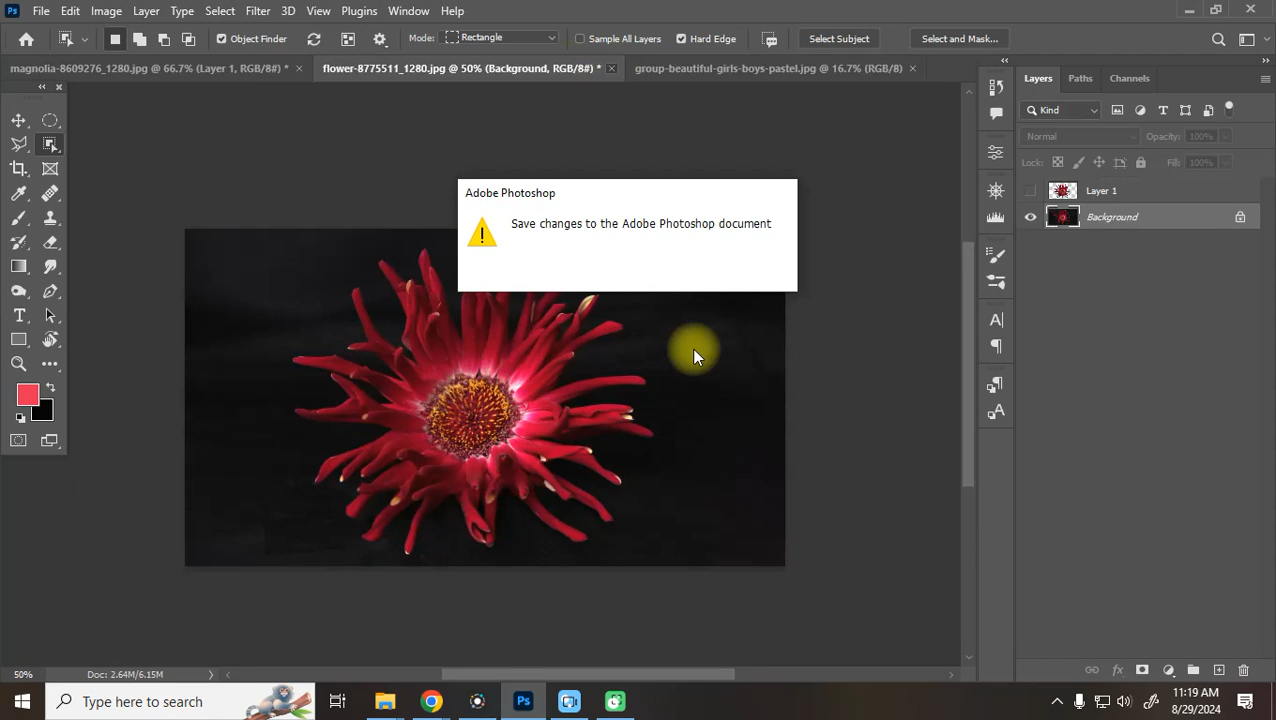 Ps File Edit Image Layer Type Select Filter 3D View Plugins Window Help
Object Finder Mode: Rectangle Sample All Layers Hard Edge Select Subject Select and Mask...
magnolia-8609276_1280.jpg @ 66.7% (Layer 1, RGB/8#) * flower-8775511_1280.jpg @ 50% (Background, RGB/8#) * group-beautiful-girls-boys-pastel.jpg @ 16.7% (RGB/8)
Layers Paths Channels
Kind
Normal Opacity: 100%
Lock: Fill: 100%
Layer 1
Background
Adobe Photoshop
Save changes to the Adobe Photoshop document
50% Doc: 2.64M/6.15M
Type here to search
Ps
11:19 AM
8/29/2024